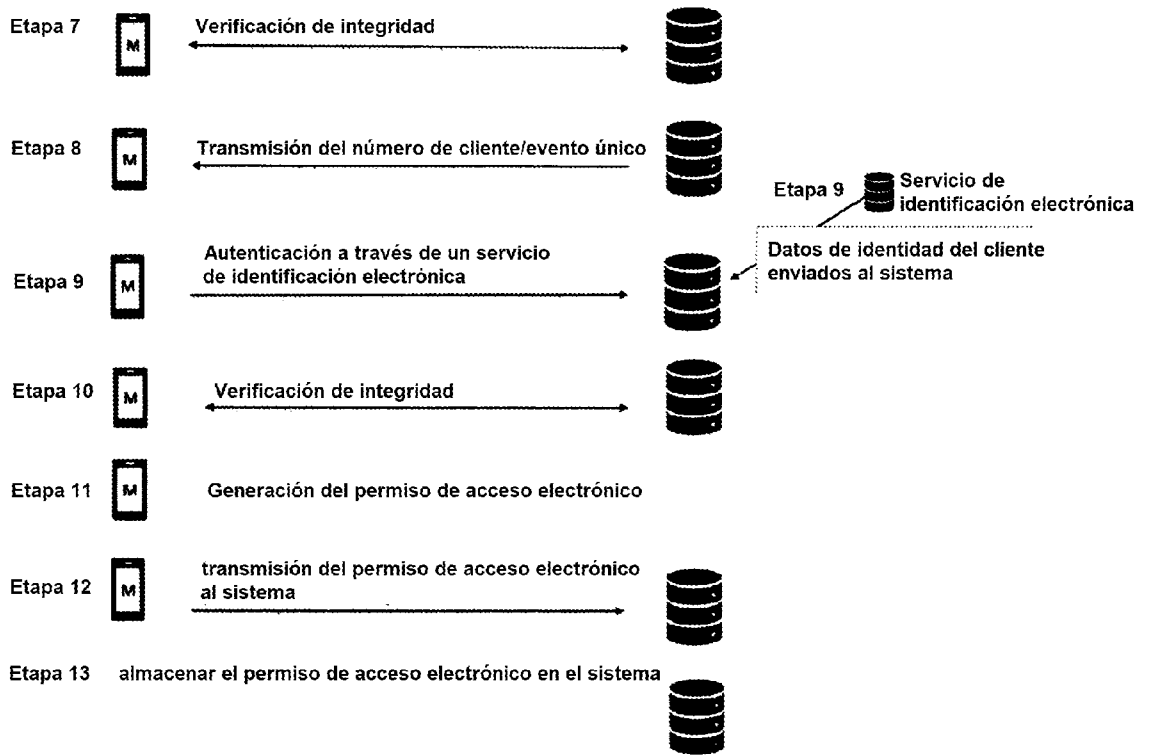 Etapa 7
M
Verificación de integridad
Etapa 8
M
Transmisión del número de cliente/evento único
Etapa 9
Servicio de
identificación electrónica
Datos de identidad del cliente
enviados al sistema
Etapa 9
M
Autenticación a través de un servicio
de identificación electrónica
Etapa 10
M
Verificación de integridad
Etapa 11
M
Generación del permiso de acceso electrónico
Etapa 12
M
transmisión del permiso de acceso electrónico
al sistema
Etapa 13
almacenar el permiso de acceso electrónico en el sistema